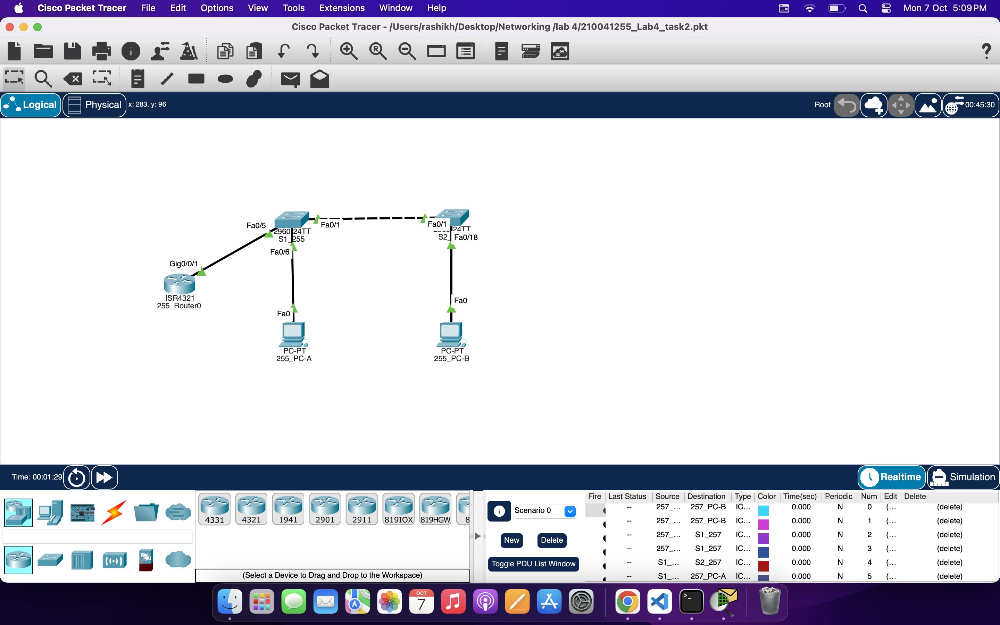 Cisco Packet Tracer File Edit Options View Tools Extensions Window Help Mon 7 Oct 5:09 PM
Cisco Packet Tracer - /Users/rashikh/Desktop/Networking /lab 4/210041255_Lab4_task2.pkt
Logical Physical x: 283, y: 96 Root 00:45:30
Fa0/5
Fa0/1
Fa0/1
2960 24TT
S1_255
24TT
S2_
Fa0/18
Fa0/6
Gig0/0/1
ISR4321
255_Router0
Fa0
Fa0
PC-PT
255_PC-A
PC-PT
255_PC-B
Time: 00:01:29 Realtime Simulation
4331 4321 1941 2901 2911 819IOX 819HGW 8
(Select a Device to Drag and Drop to the Workspace)
Scenario 0
New Delete
Toggle PDU List Window
Fire Last Status Source Destination Type Color Time(sec) Periodic Num Edit Delete
-- 257_... 257_PC-B IC... 0.000 N 0 (... (delete)
-- 257_... 257_PC-B IC... 0.000 N 1 (... (delete)
-- 257_... S1_257 IC... 0.000 N 2 (... (delete)
-- 257_... S1_257 IC... 0.000 N 3 (... (delete)
-- S1_... S2_257 IC... 0.000 N 4 (... (delete)
-- S1_... 257_PC-A IC... 0.000 N 5 (... (delete)
OCT
7